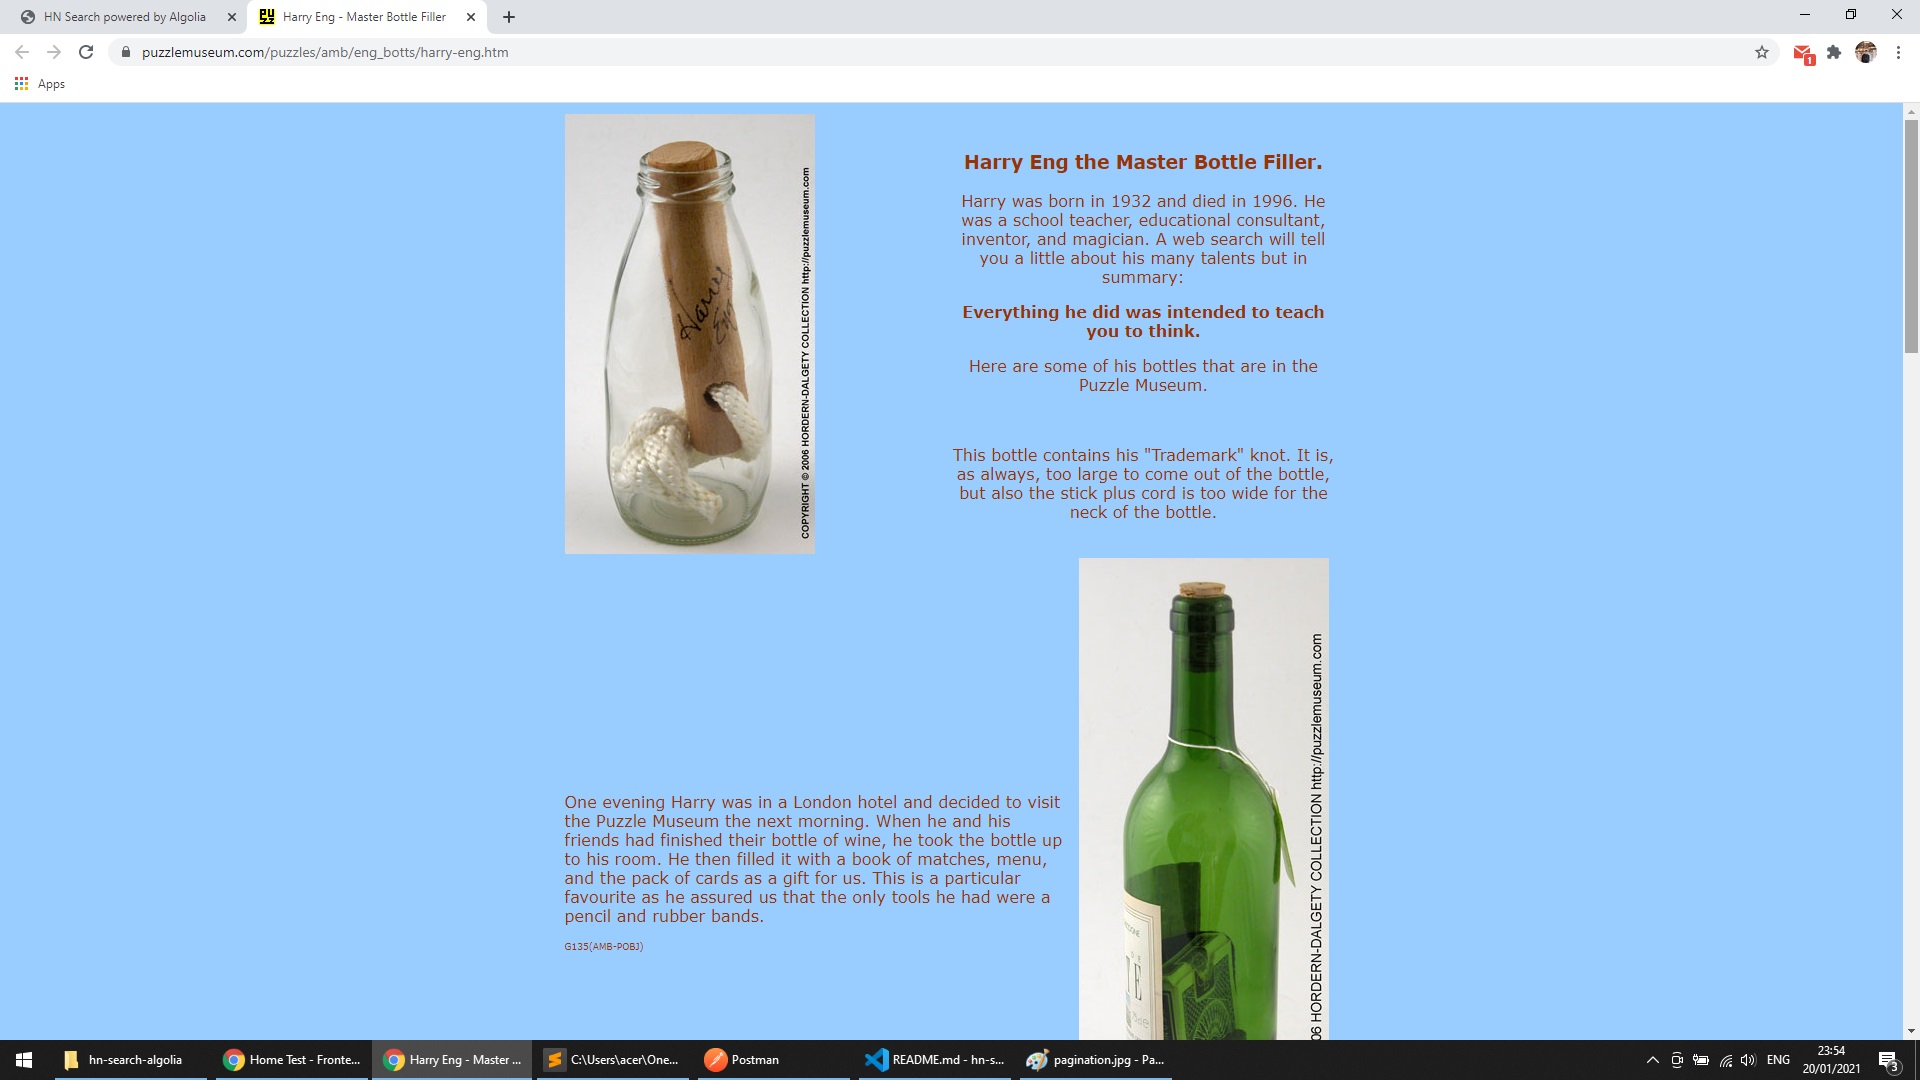 HN Search powered by Algolia
Harry Eng - Master Bottle Filler
puzzlemuseum.com/puzzles/amb/eng_botts/harry-eng.htm
1
Apps
Harry Eng
COPYRIGHT © 2006 HORDERN-DALGETY COLLECTION http://puzzlemuseum.com
Harry Eng the Master Bottle Filler.
Harry was born in 1932 and died in 1996. He
was a school teacher, educational consultant,
inventor, and magician. A web search will tell
you a little about his many talents but in
summary:
Everything he did was intended to teach
you to think.
Here are some of his bottles that are in the
Puzzle Museum.
This bottle contains his "Trademark" knot. It is,
as always, too large to come out of the bottle,
but also the stick plus cord is too wide for the
neck of the bottle.
One evening Harry was in a London hotel and decided to visit
the Puzzle Museum the next morning. When he and his
friends had finished their bottle of wine, he took the bottle up
to his room. He then filled it with a book of matches, menu,
and the pack of cards as a gift for us. This is a particular
favourite as he assured us that the only tools he had were a
pencil and rubber bands.
G135(AMB-POBJ)
06 HORDERN-DALGETY COLLECTION http://puzzlemuseum.com
hn-search-algolia
Home Test - Fronte...
Harry Eng - Master ...
C:\Users\acer\One...
Postman
README.md - hn-s...
pagination.jpg - Pa...
ENG
23:54
20/01/2021
3